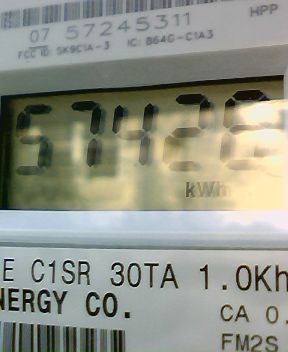 HPP
07 57245311
FCC ID: SK9C1A-3 IC: 864G-C1A3
57428
kWh
E C1SR 30TA 1.0Kh
NERGY CO.
CA 0.
FM2S